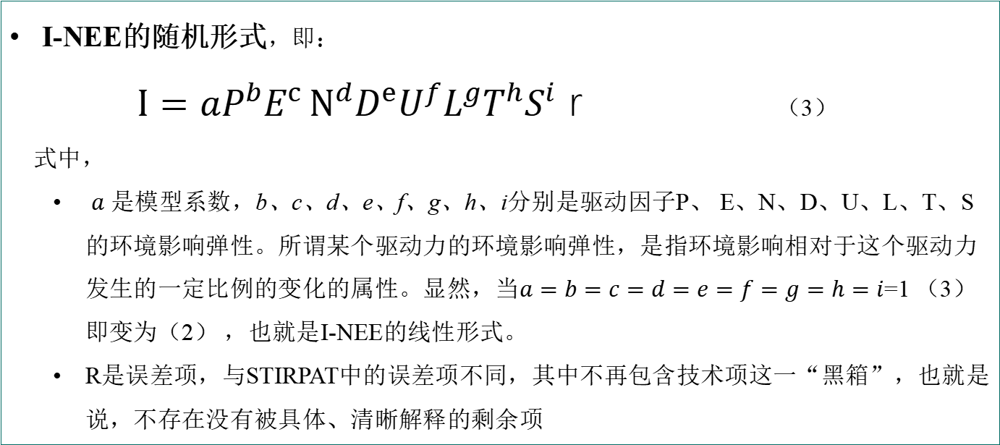 • I-NEE的随机形式，即：
I = aP^b E^c N^d D^e U^f L^g T^h S^i r （3）
式中，
• a 是模型系数，b、c、d、e、f、g、h、i分别是驱动因子P、 E、N、D、U、L、T、S
的环境影响弹性。所谓某个驱动力的环境影响弹性，是指环境影响相对于这个驱动力
发生的一定比例的变化的属性。显然，当a = b = c = d = e = f = g = h = i=1 （3）
即变为（2） ，也就是I-NEE的线性形式。
• R是误差项，与STIRPAT中的误差项不同，其中不再包含技术项这一“黑箱”，也就是
说，不存在没有被具体、清晰解释的剩余项